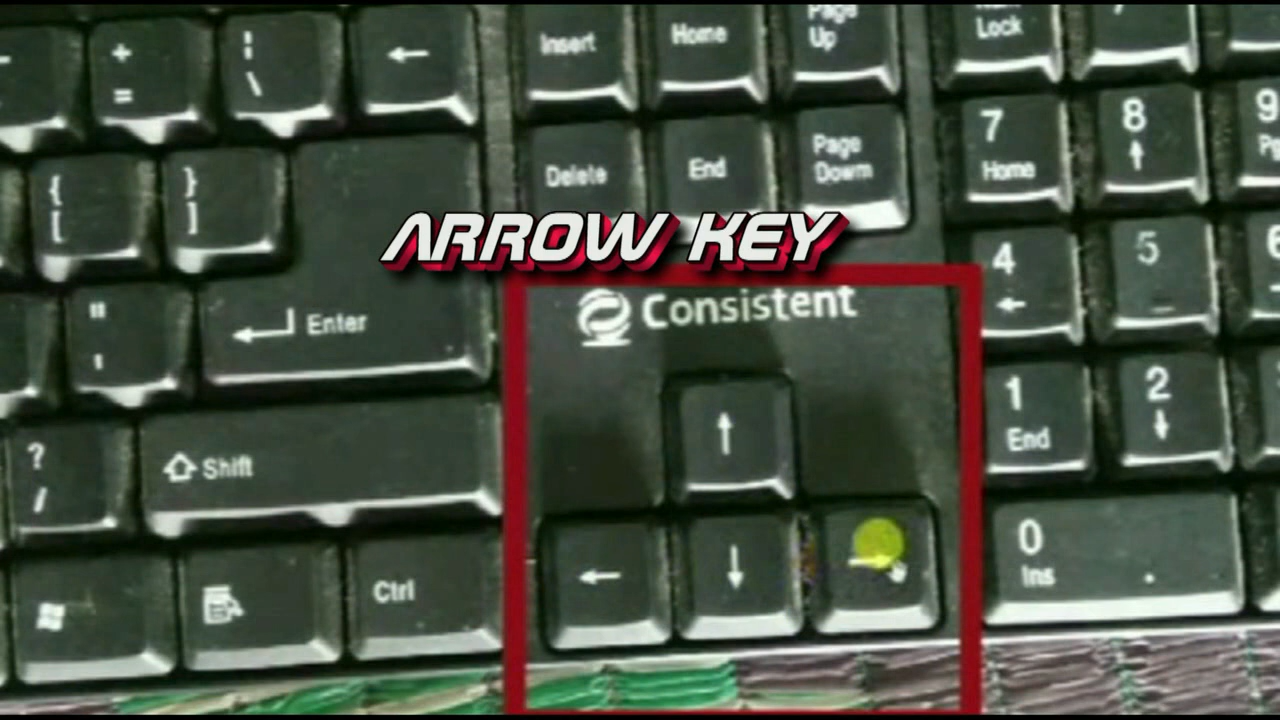 Insert Home Page Up Lock
+ = ¦ \ ←
7 Home 8 ↑ 9
Delete End Page Down
{ [ } ]
ARROW KEY
4 ← 5 6
Consistent
" '
Enter
1 End 2 ↓
↑
? / Shift
0 Ins .
← ↓ →
Ctrl